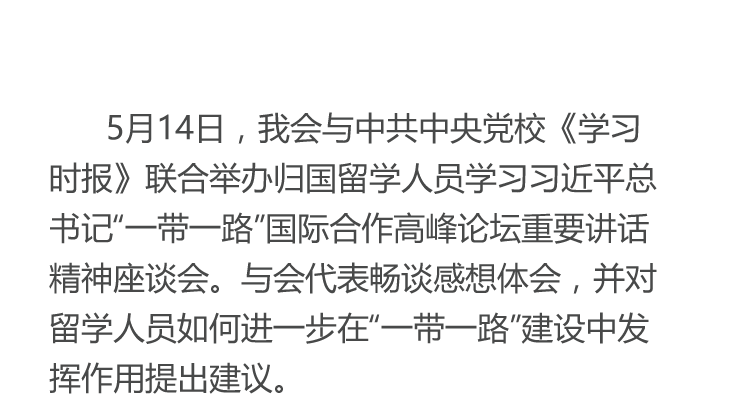 5月14日，我会与中共中央党校《学习
时报》联合举办归国留学人员学习习近平总
书记“一带一路”国际合作高峰论坛重要讲话
精神座谈会。与会代表畅谈感想体会，并对
留学人员如何进一步在“一带一路”建设中发
挥作用提出建议。